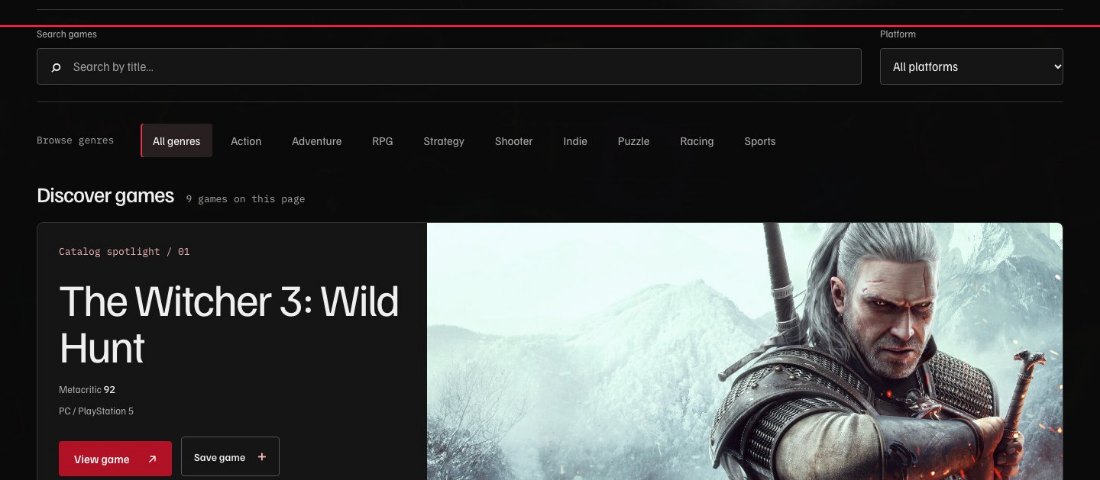 Search games
Platform
Search by title...
All platforms
Browse genres
All genres
Action
Adventure
RPG
Strategy
Shooter
Indie
Puzzle
Racing
Sports
Discover games
9 games on this page
Catalog spotlight / 01
The Witcher 3: Wild
Hunt
Metacritic 92
PC / PlayStation 5
View game
Save game